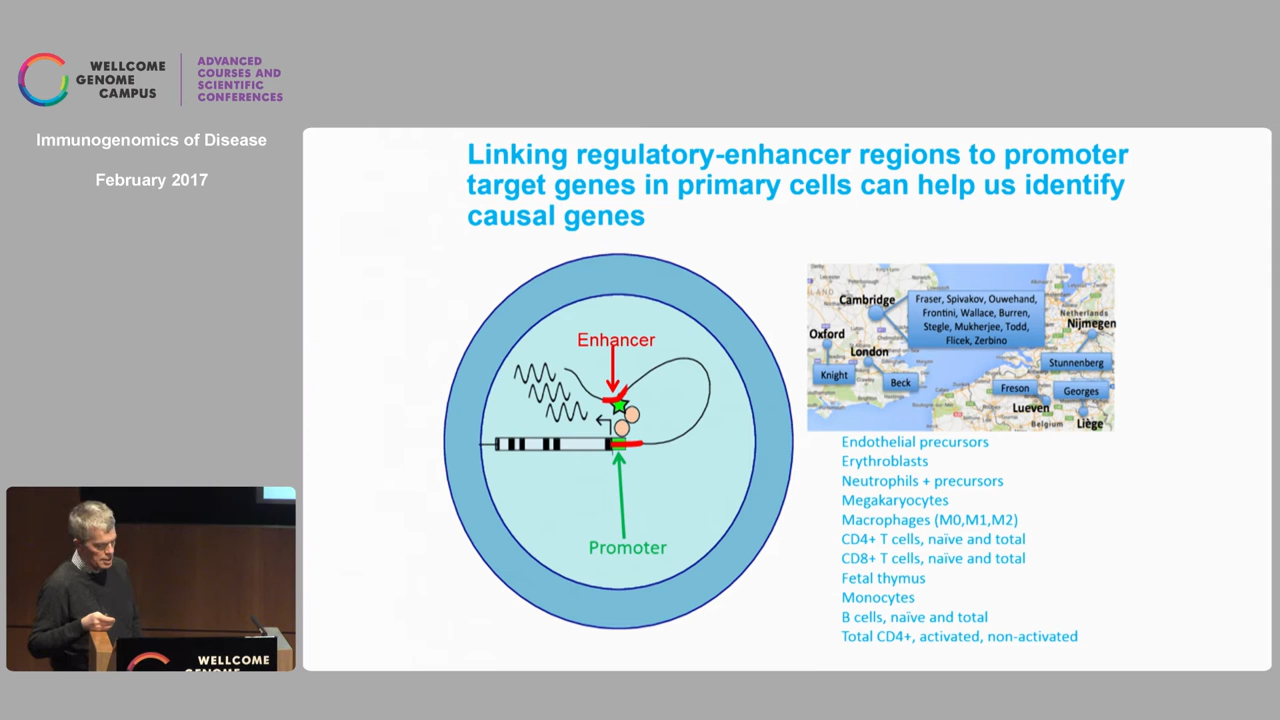 WELLCOME
GENOME
CAMPUS
ADVANCED
COURSES AND
SCIENTIFIC
CONFERENCES
Immunogenomics of Disease
February 2017
Linking regulatory-enhancer regions to promoter
target genes in primary cells can help us identify
causal genes
Enhancer
Promoter
Cambridge
Fraser, Spivakov, Ouwehand,
Frontini, Wallace, Burren,
Stegle, Mukherjee, Todd,
Flicek, Zerbino
Netherlands
Nijmegen
Oxford
London
Knight
Beck
Stunnenberg
Freson
Georges
Lueven
Belgium
Liège
Endothelial precursors
Erythroblasts
Neutrophils + precursors
Megakaryocytes
Macrophages (M0,M1,M2)
CD4+ T cells, naïve and total
CD8+ T cells, naïve and total
Fetal thymus
Monocytes
B cells, naïve and total
Total CD4+, activated, non-activated
WELLCOME